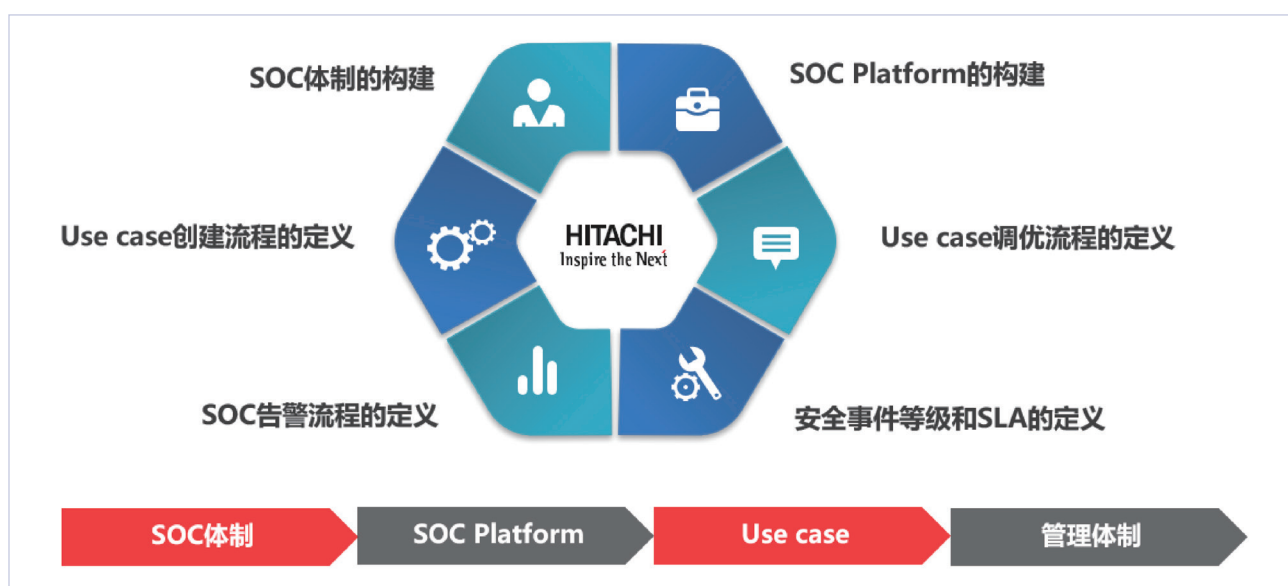 SOC体制的构建
SOC Platform的构建
Use case创建流程的定义
HITACHI
Inspire the Next
Use case调优流程的定义
SOC告警流程的定义
安全事件等级和SLA的定义
SOC体制
SOC Platform
Use case
管理体制